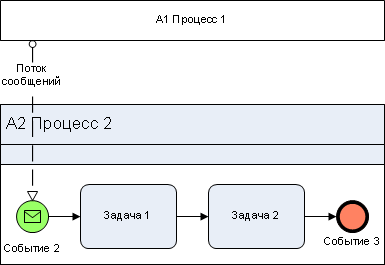 А1 Процесс 1
Поток
сообщений
А2 Процесс 2
Задача 1
Задача 2
Событие 2
Событие 3